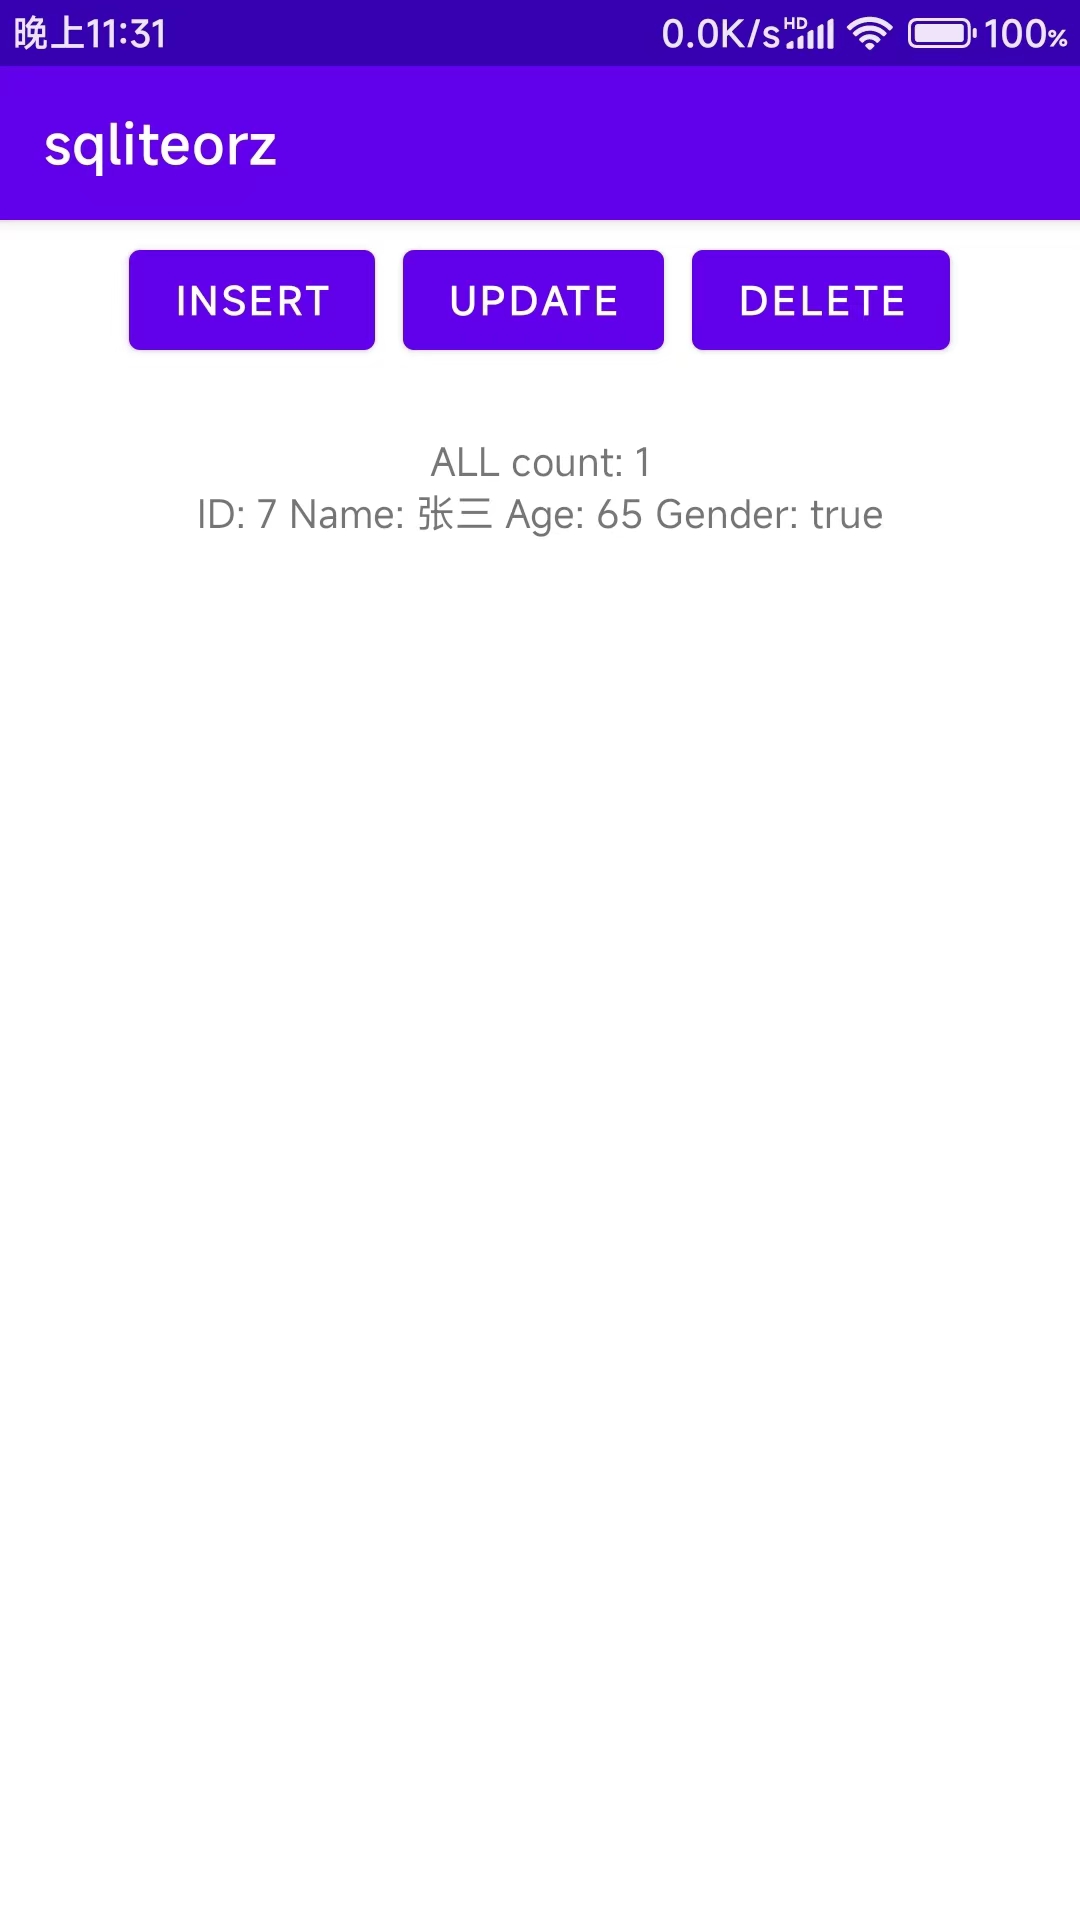 晚上11:31 0.0K/s HD 100%
sqliteorz
INSERT UPDATE DELETE
ALL count: 1
ID: 7 Name: 张三 Age: 65 Gender: true